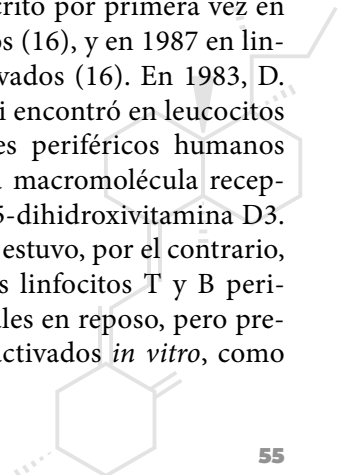 crito por primera vez en
os (16), y en 1987 en lin-
vados (16). En 1983, D.
i encontró en leucocitos
es periféricos humanos
macromolécula recep-
5-dihidroxivitamina D3.
estuvo, por el contrario,
s linfocitos T y B peri-
les en reposo, pero pre-
activados in vitro, como
55